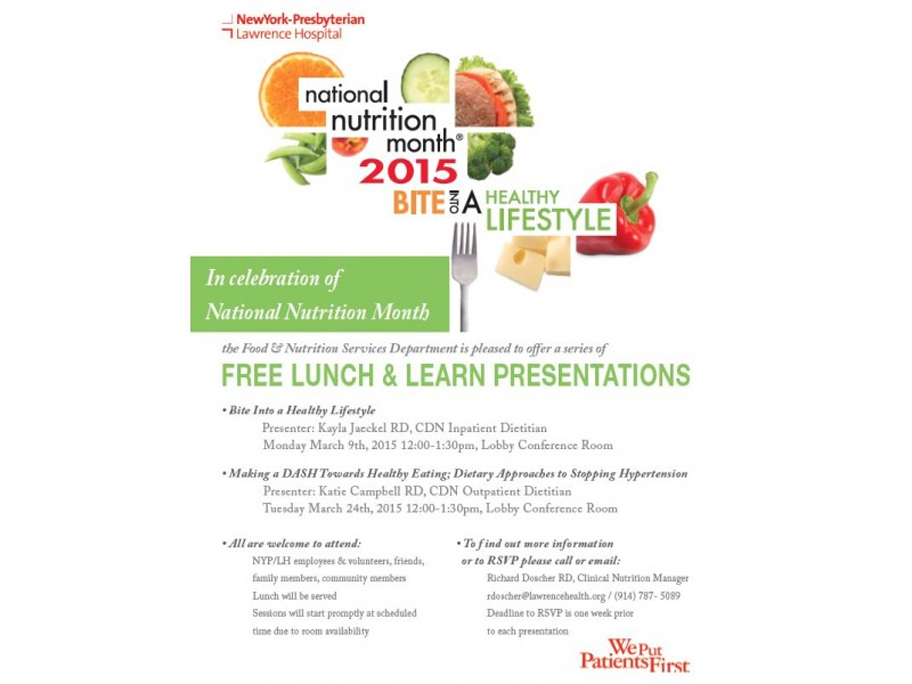 NewYork-Presbyterian
Lawrence Hospital
national
nutrition
month®
2015
BITE INTO A HEALTHY
LIFESTYLE
In celebration of
National Nutrition Month
the Food & Nutrition Services Department is pleased to offer a series of
FREE LUNCH & LEARN PRESENTATIONS
• Bite Into a Healthy Lifestyle
Presenter: Kayla Jaeckel RD, CDN Inpatient Dietitian
Monday March 9th, 2015 12:00-1:30pm, Lobby Conference Room
• Making a DASH Towards Healthy Eating; Dietary Approaches to Stopping Hypertension
Presenter: Katie Campbell RD, CDN Outpatient Dietitian
Tuesday March 24th, 2015 12:00-1:30pm, Lobby Conference Room
• All are welcome to attend:
NYP/LH employees & volunteers, friends,
family members, community members
Lunch will be served
Sessions will start promptly at scheduled
time due to room availability
• To find out more information
or to RSVP please call or email:
Richard Doscher RD, Clinical Nutrition Manager
rdoscher@lawrencehealth.org / (914) 787- 5089
Deadline to RSVP is one week prior
to each presentation
We Put
Patients First